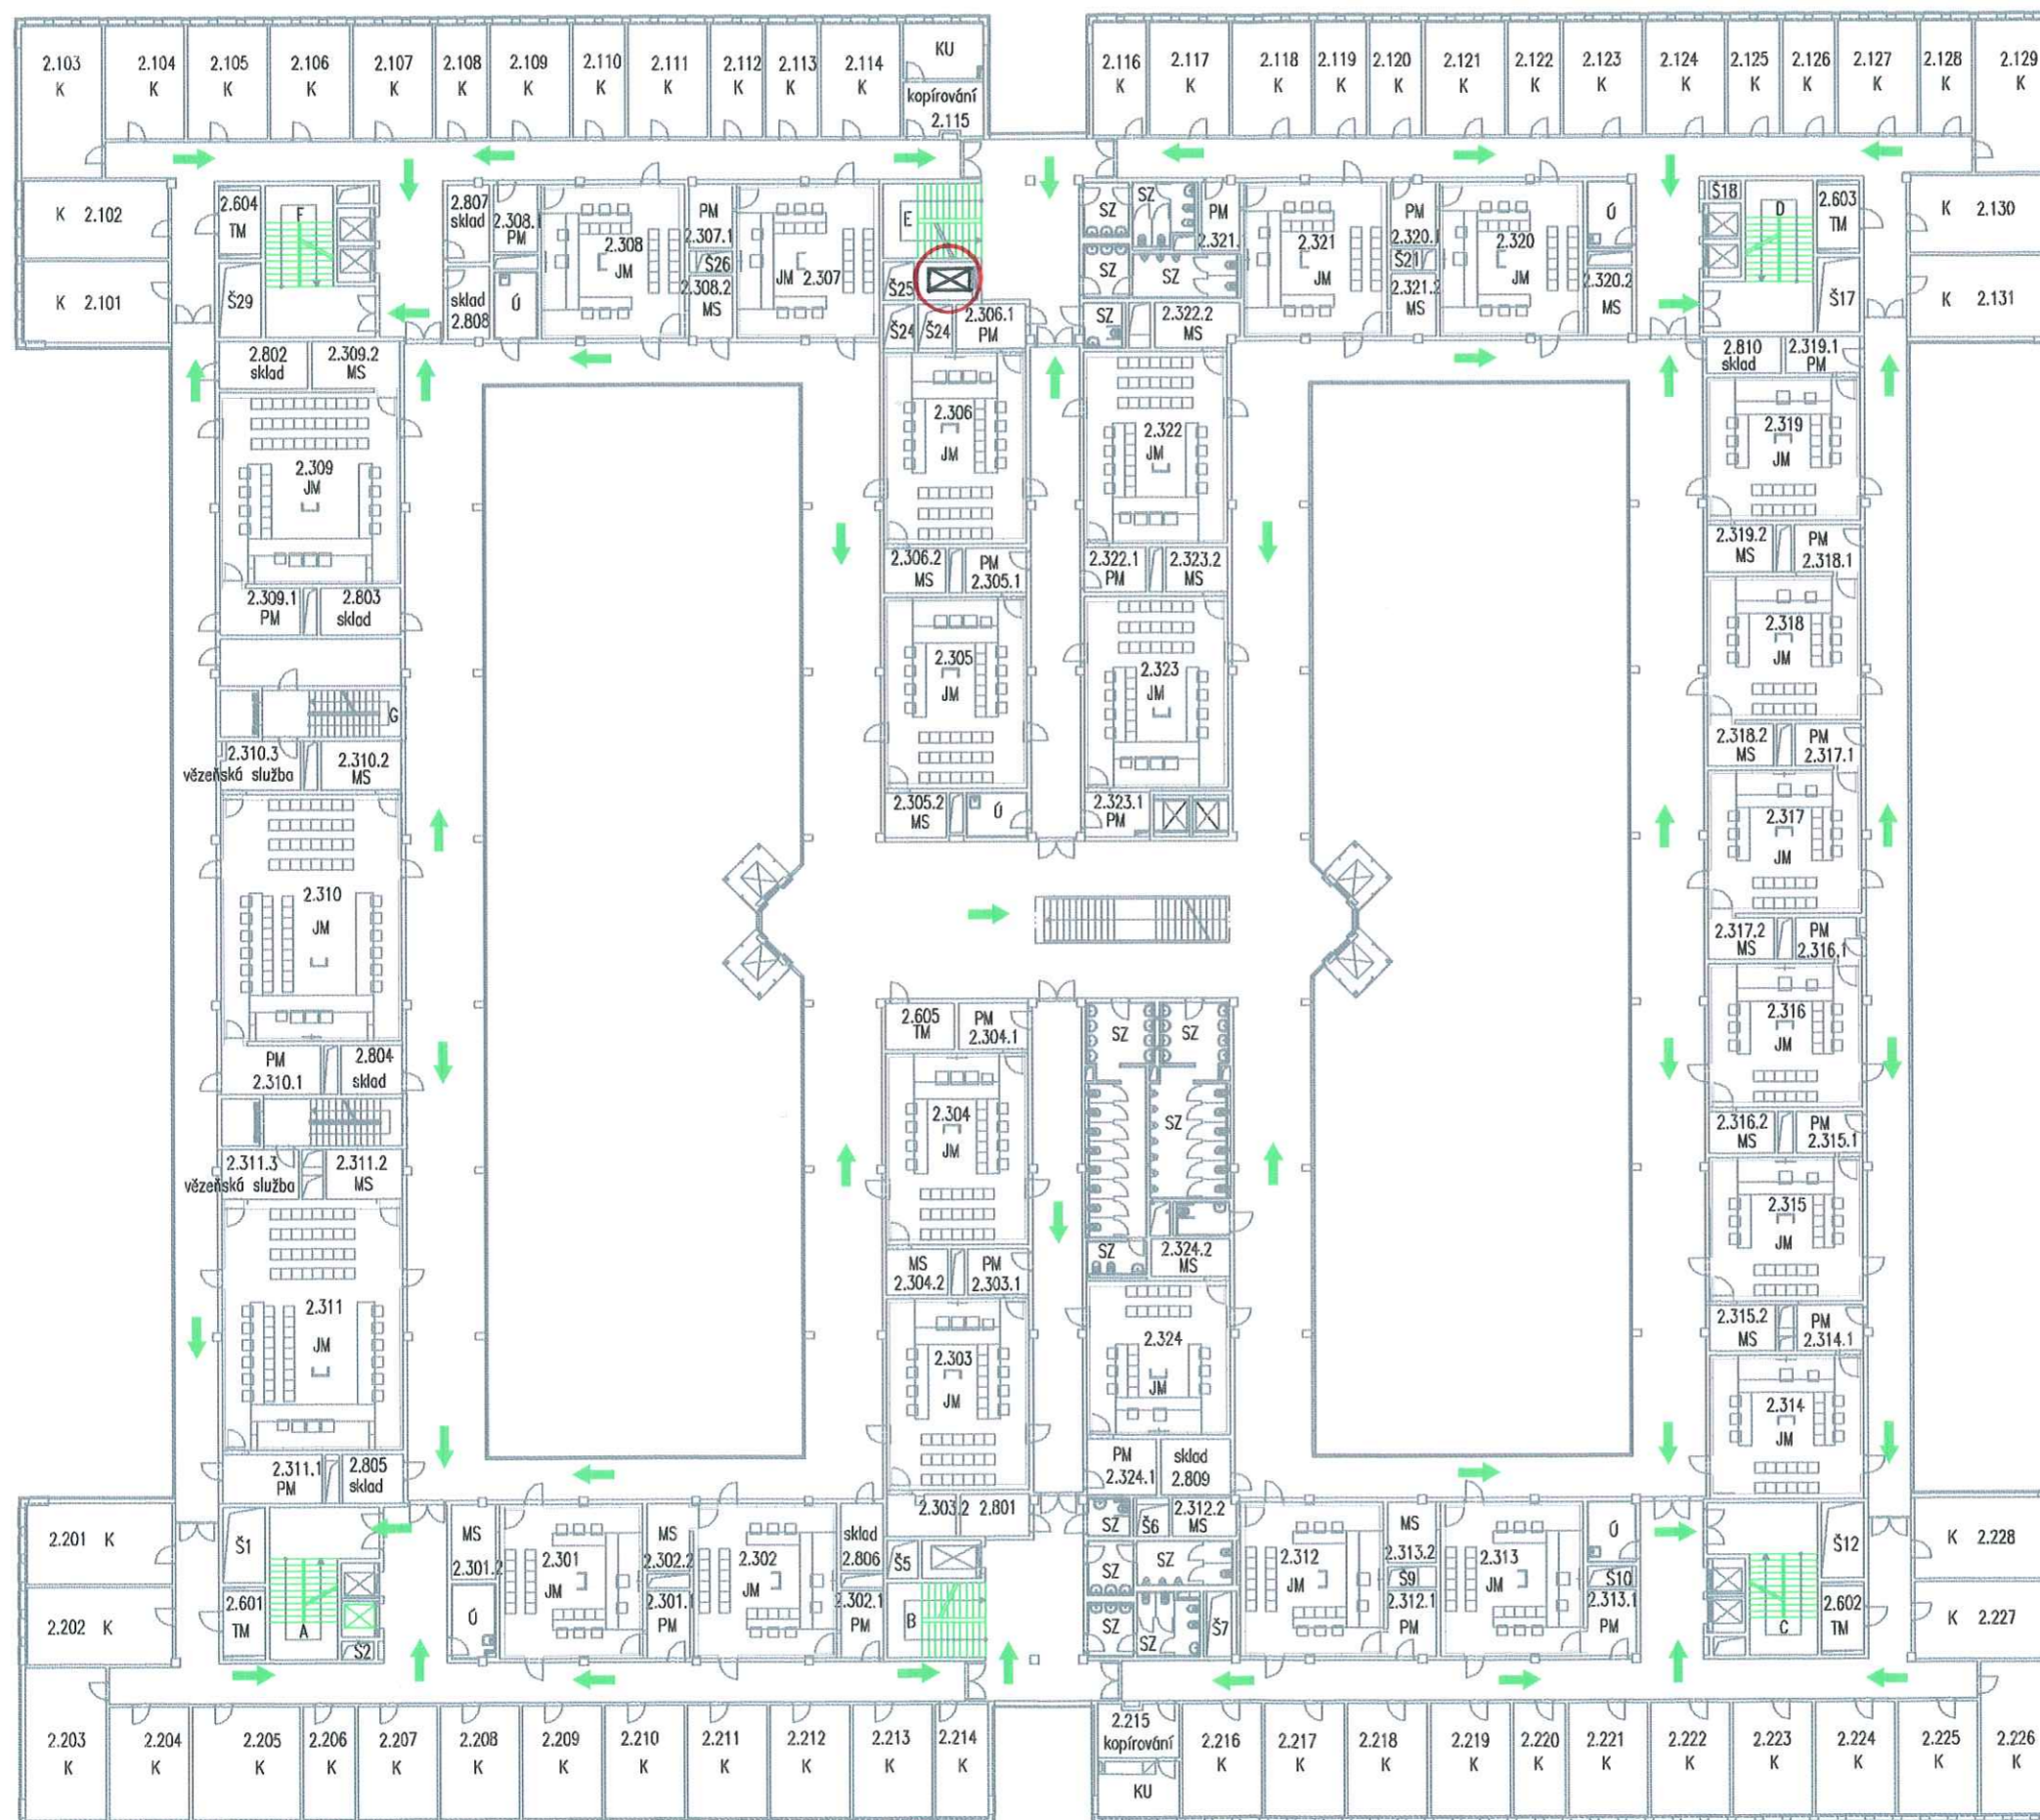 2.103
K
2.104
K
2.105
K
2.106
K
2.107
K
2.108
K
2.109
K
2.110
K
2.111
K
2.112
K
2.113
K
2.114
K
KU
kopírování
2.115
2.116
K
2.117
K
2.118
K
2.119
K
2.120
K
2.121
K
2.122
K
2.123
K
2.124
K
2.125
K
2.126
K
2.127
K
2.128
K
2.129
K
K 2.102
K 2.101
2.604
TM
F
Š29
2.807
sklad
sklad
2.808
2.308.1
PM
Ú
2.308
JM
PM
2.307.1
Š26
2.308.2
MS
JM 2.307
E
Š25
Š24
Š24
2.306.1
PM
SZ
SZ
SZ
SZ
SZ
PM
2.321.
2.322.2
MS
2.321
JM
PM
2.320.1
Š21
2.321.2
MS
2.320
JM
Ú
2.320.2
MS
Š18
D
2.603
TM
Š17
K 2.130
K 2.131
2.802
sklad
2.309.2
MS
2.309
JM
2.309.1
PM
2.803
sklad
G
2.310.3
vězeňská služba
2.310.2
MS
2.310
JM
PM
2.310.1
2.804
sklad
2.311.3
vězeňská služba
2.311.2
MS
2.311
JM
2.311.1
PM
2.805
sklad
2.306
JM
2.306.2
MS
PM
2.305.1
2.305
JM
2.305.2
MS
Ú
2.322
JM
2.322.1
PM
2.323.2
MS
2.323
JM
2.323.1
PM
2.605
TM
PM
2.304.1
2.304
JM
MS
2.304.2
PM
2.303.1
2.303
JM
2.303.2
2.801
SZ
SZ
SZ
SZ
2.324.2
MS
2.324
JM
PM
2.324.1
sklad
2.809
2.810
sklad
2.319.1
PM
2.319
JM
2.319.2
MS
PM
2.318.1
2.318
JM
2.318.2
MS
PM
2.317.1
2.317
JM
2.317.2
MS
PM
2.316.1
2.316
JM
2.316.2
MS
PM
2.315.1
2.315
JM
2.315.2
MS
PM
2.314.1
2.314
JM
2.201 K
2.202 K
Š1
2.601
TM
A
Š2
MS
2.301.2
Ú
2.301
JM
MS
2.302.2
2.301.1
PM
2.302
JM
sklad
2.806
2.302.1
PM
Š5
B
SZ
Š6
2.312.2
MS
SZ
SZ
SZ
SZ
Š7
2.312
JM
MS
2.313.2
Š9
2.312.1
PM
2.313
JM
Ú
Š10
2.313.1
PM
C
Š12
2.602
TM
K 2.228
K 2.227
2.203
K
2.204
K
2.205
K
2.206
K
2.207
K
2.208
K
2.209
K
2.210
K
2.211
K
2.212
K
2.213
K
2.214
K
2.215
kopírování
KU
2.216
K
2.217
K
2.218
K
2.219
K
2.220
K
2.221
K
2.222
K
2.223
K
2.224
K
2.225
K
2.226
K